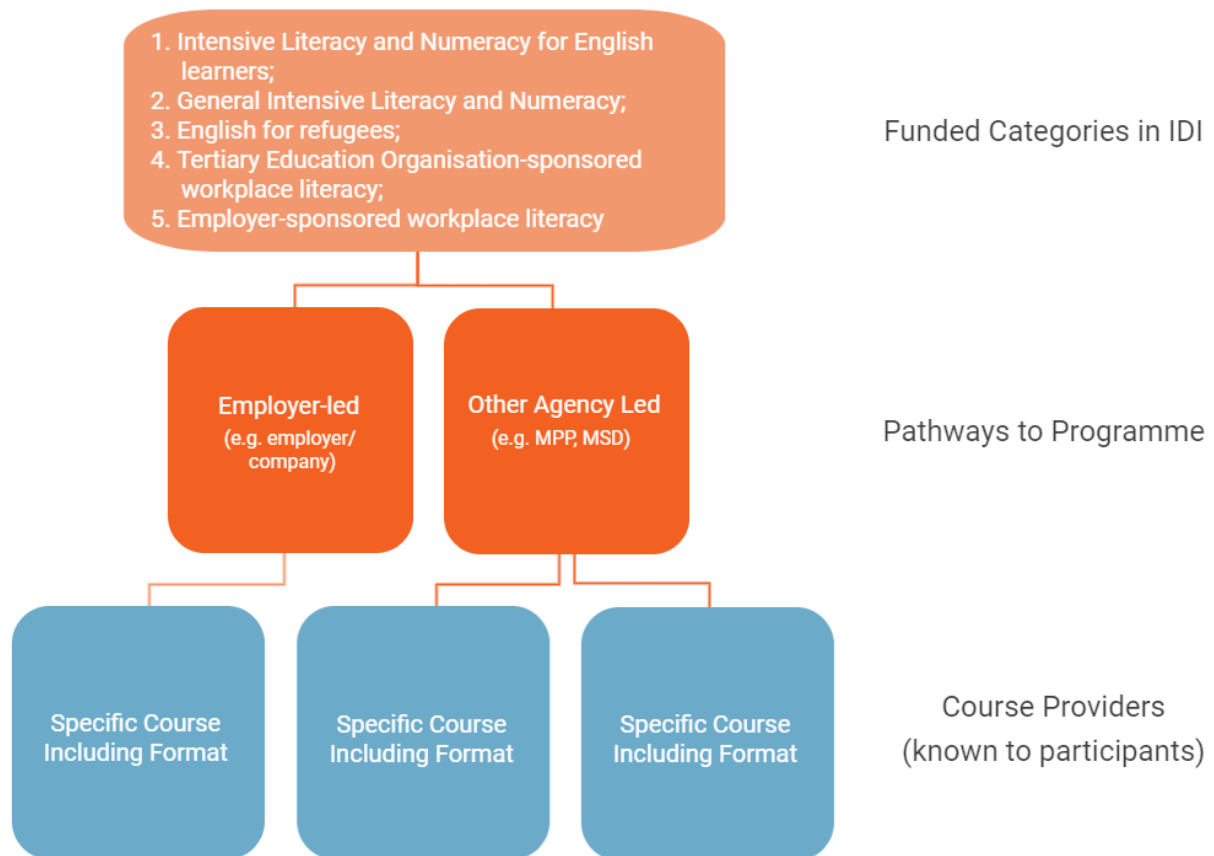 1. Intensive Literacy and Numeracy for English
learners;
2. General Intensive Literacy and Numeracy;
3. English for refugees;
4. Tertiary Education Organisation-sponsored
workplace literacy;
5. Employer-sponsored workplace literacy
Funded Categories in IDI
Employer-led
(e.g. employer/
company)
Other Agency Led
(e.g. MPP, MSD)
Pathways to Programme
Specific Course
Including Format
Specific Course
Including Format
Specific Course
Including Format
Course Providers
(known to participants)